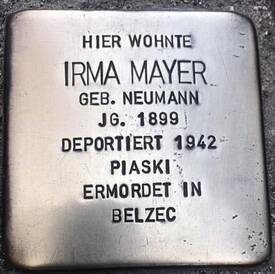 HIER WOHNTE
IRMA MAYER
GEB. NEUMANN
JG. 1899
DEPORTIERT 1942
PIASKI
ERMORDET IN
BELZEC